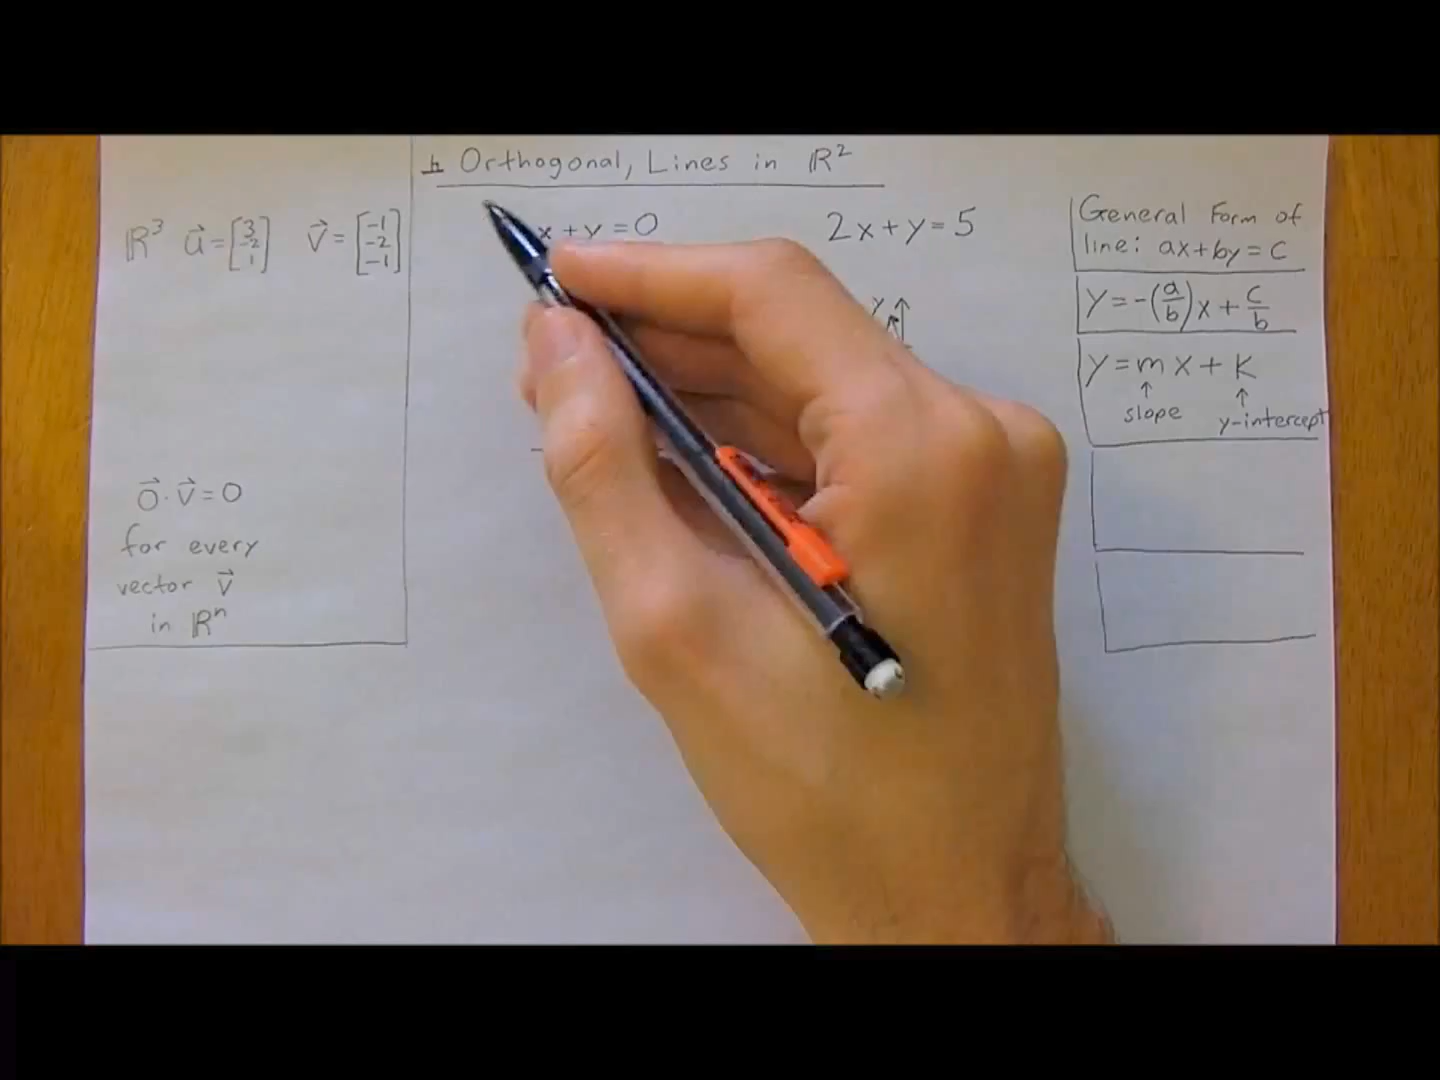 Orthogonal, Lines in ℝ²
ℝ³ u⃗ = [3 -2 1] v⃗ = [-1 -2 -1]
0⃗ · v⃗ = 0
for every
vector v⃗
in ℝⁿ
x + y = 0
2x + y = 5
y
General Form of
line: ax + by = c
y = -(a/b)x + c/b
y = mx + k
↑ ↑
slope y-intercept